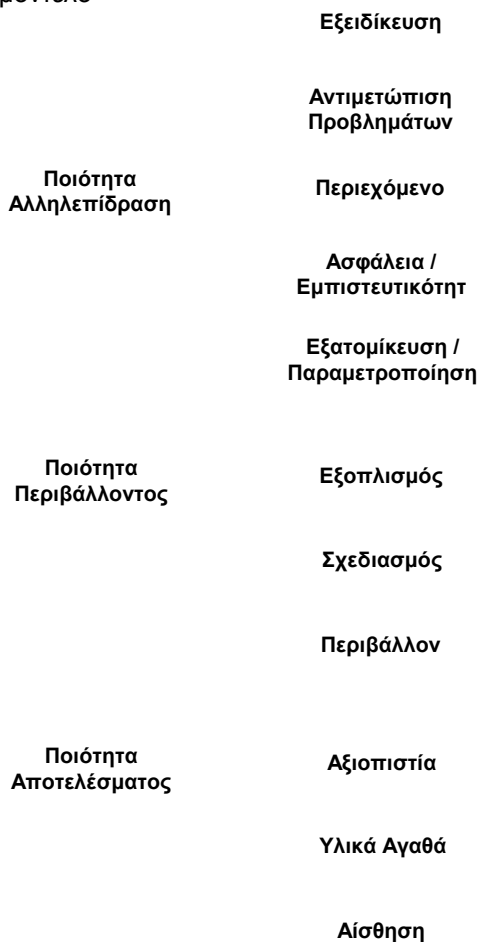 Εξειδίκευση
Αντιμετώπιση
Προβλημάτων
Ποιότητα
Αλληλεπίδραση
Περιεχόμενο
Ασφάλεια /
Εμπιστευτικότητ
Εξατομίκευση /
Παραμετροποίηση
Ποιότητα
Περιβάλλοντος
Εξοπλισμός
Σχεδιασμός
Περιβάλλον
Ποιότητα
Αποτελέσματος
Αξιοπιστία
Υλικά Αγαθά
Αίσθηση